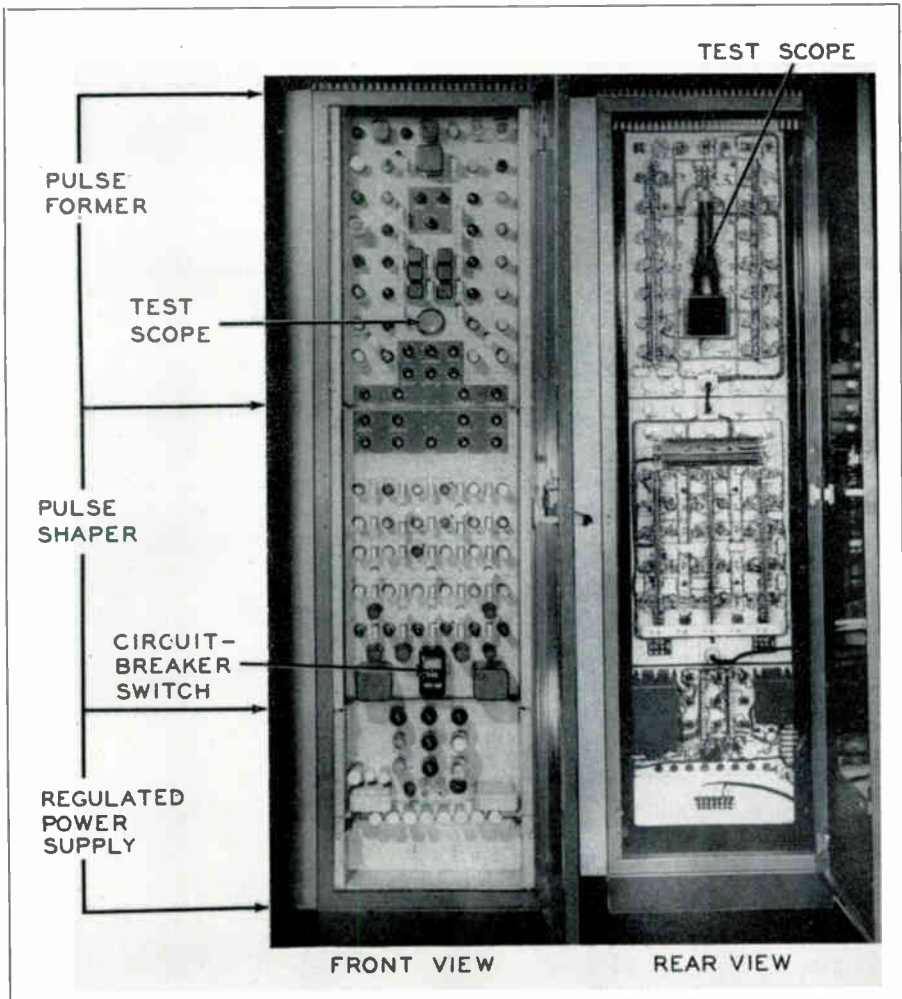 TEST SCOPE
PULSE
FORMER
TEST
SCOPE
PULSE
SHAPER
CIRCUIT-
BREAKER
SWITCH
REGULATED
POWER
SUPPLY
FRONT VIEW
REAR VIEW